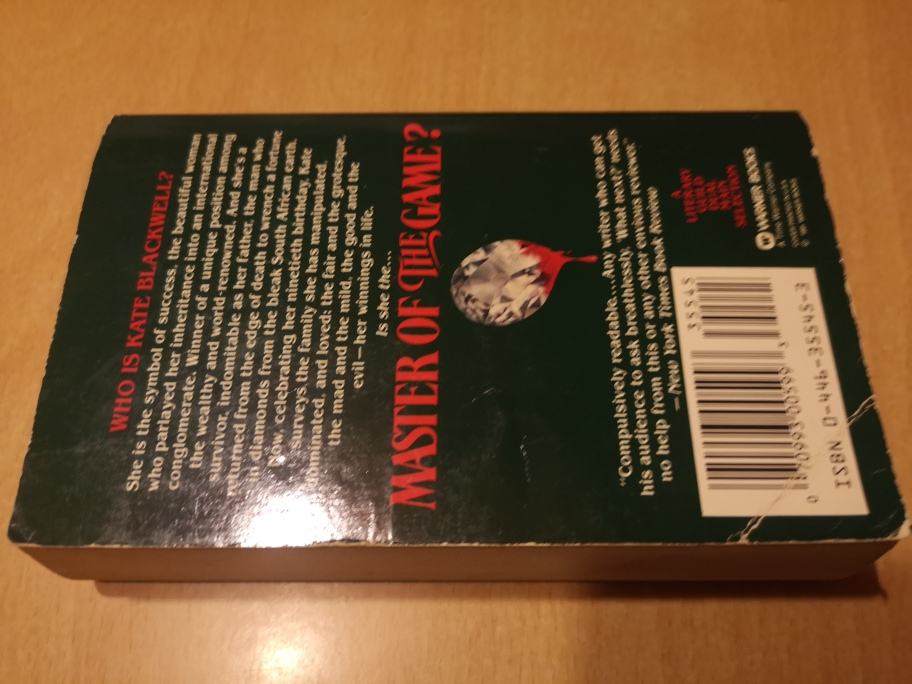 WHO IS KATE BLACKWELL?
She is the symbol of success, the beautiful woman
who parlayed her inheritance into an international
conglomerate. Winner of a unique position among
the wealthy and world-renowned. And she's a
survivor, indomitable as her father, the man who
returned from the edge of death to wrench a fortune
in diamonds from the bleak South African earth.
Now, celebrating her ninetieth birthday, Kate
surveys the family she has manipulated,
dominated, and loved: the fair and the grotesque,
the mad and the mild, the good and the
evil—her winnings in life.
Is she the...
MASTER OF THE GAME?
"Compulsively readable....Any writer who can get
his audience to ask breathlessly, 'What next?' needs
no help from this or any other envious reviewer."
—New York Times Book Review
A
LITERARY
GUILD
DUAL
MAIN
SELECTION
WARNER BOOKS
35545
0 70993 00599 3
ISBN 0-446-35545-3